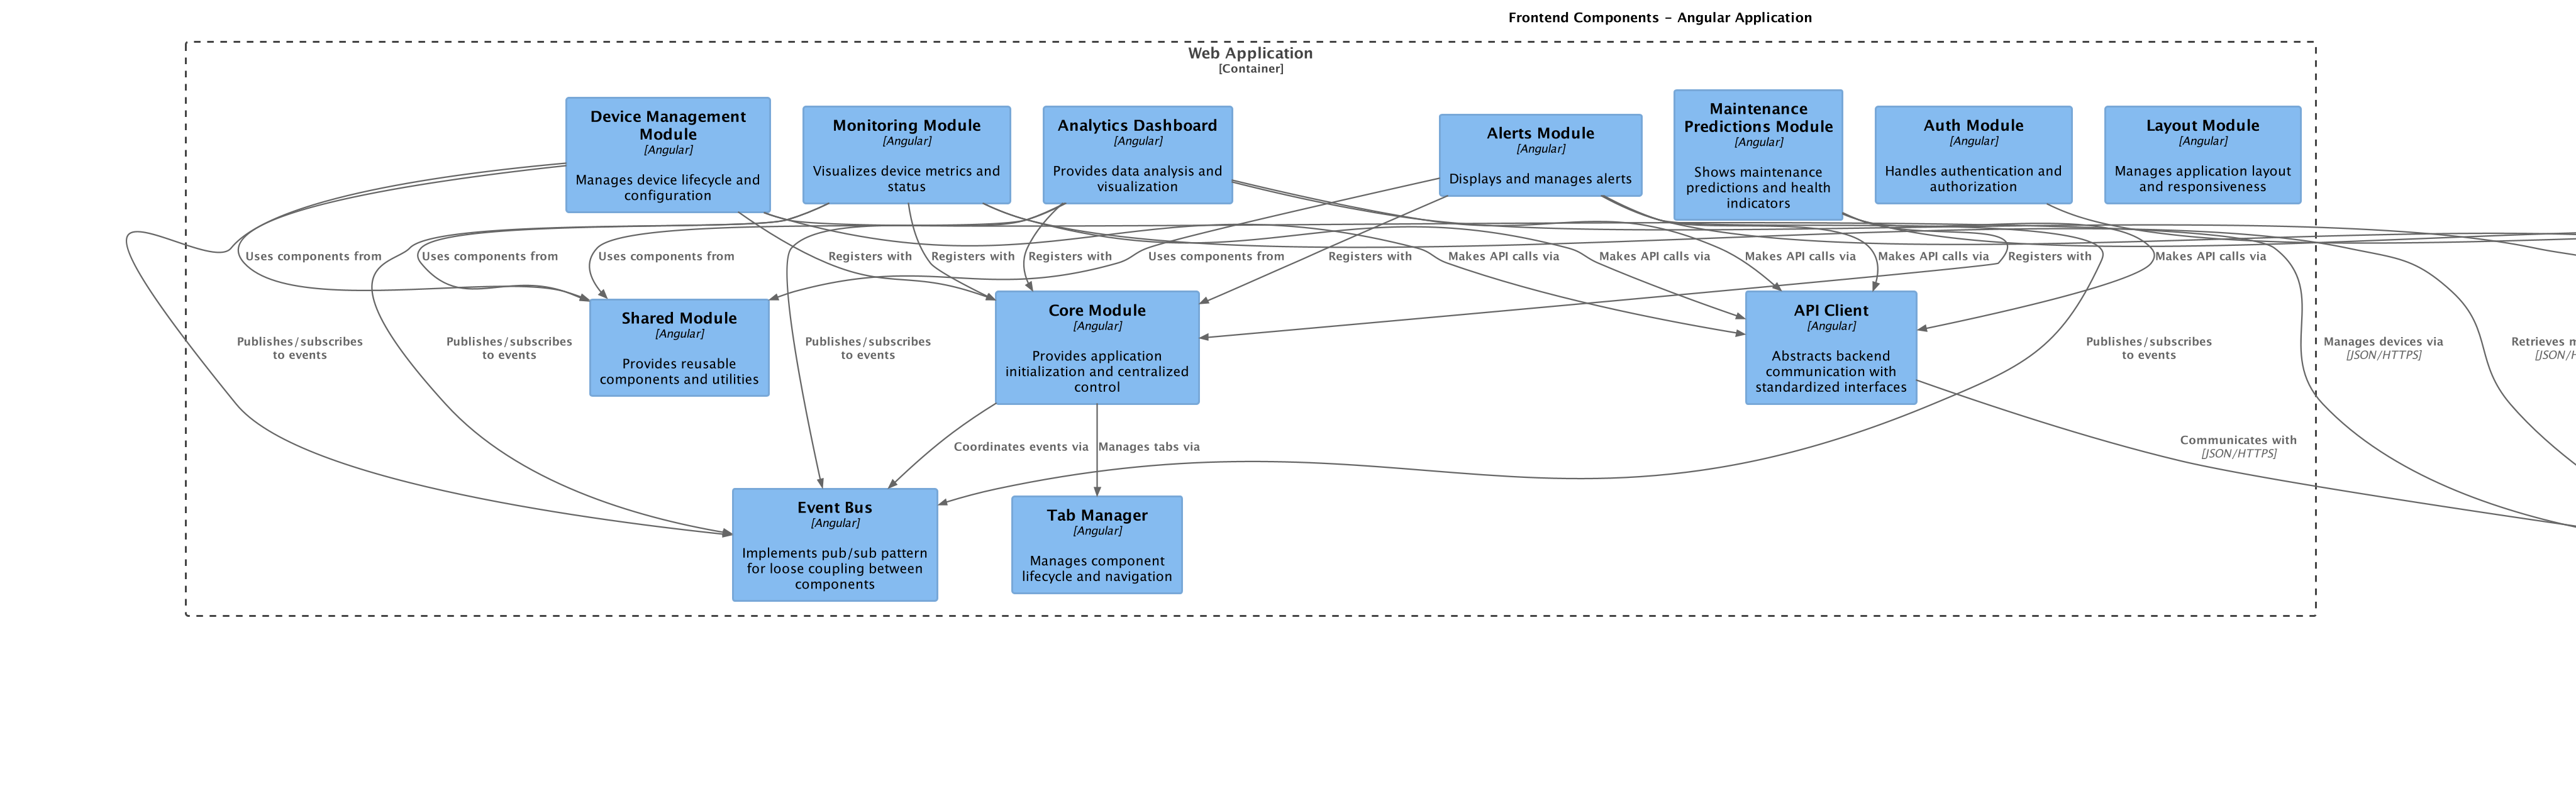 Frontend Components – Angular Application
Web Application
[Container]
Device Management
Module
[Angular]
Manages device lifecycle and
configuration
Monitoring Module
[Angular]
Visualizes device metrics and
status
Analytics Dashboard
[Angular]
Provides data analysis and
visualization
Alerts Module
[Angular]
Displays and manages alerts
Maintenance
Predictions Module
[Angular]
Shows maintenance
predictions and health
indicators
Auth Module
[Angular]
Handles authentication and
authorization
Layout Module
[Angular]
Manages application layout
and responsiveness
Uses components from
Uses components from
Uses components from
Registers with
Registers with
Registers with
Uses components from
Registers with
Makes API calls via
Makes API calls via
Makes API calls via
Makes API calls via
Registers with
Makes API calls via
Shared Module
[Angular]
Provides reusable
components and utilities
Core Module
[Angular]
Provides application
initialization and centralized
control
API Client
[Angular]
Abstracts backend
communication with
standardized interfaces
Publishes/subscribes
to events
Publishes/subscribes
to events
Publishes/subscribes
to events
Publishes/subscribes
to events
Manages devices via
[JSON/HTTPS]
Retrieves
Coordinates events via
Manages tabs via
Communicates with
[JSON/HTTPS]
Event Bus
[Angular]
Implements pub/sub pattern
for loose coupling between
components
Tab Manager
[Angular]
Manages component
lifecycle and navigation